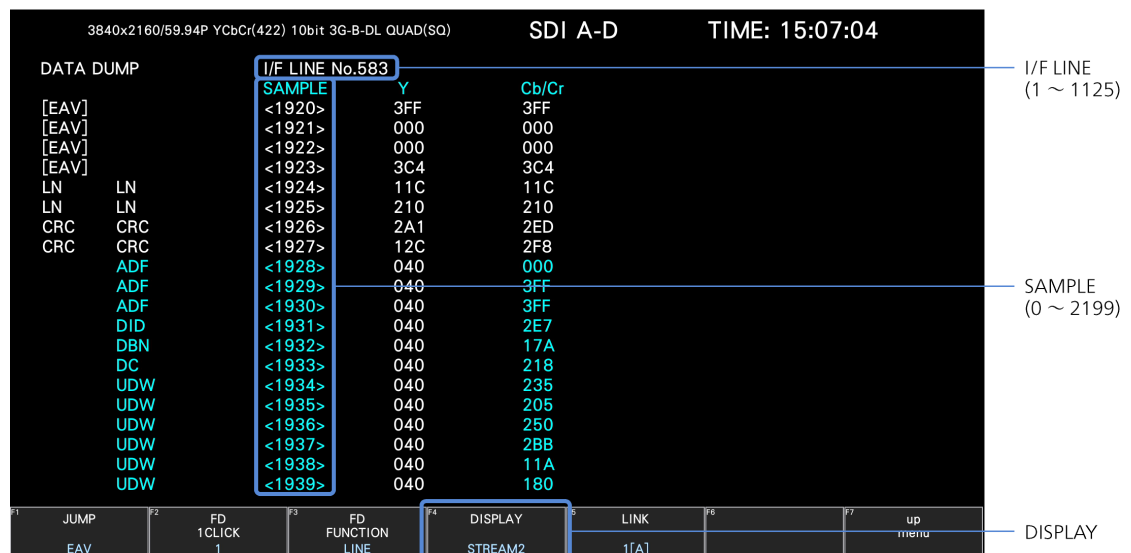 3840x2160/59.94P YCbCr(422) 10bit 3G-B-DL QUAD(SQ) SDI A-D TIME: 15:07:04
DATA DUMP I/F LINE No.583
I/F LINE
(1 ~ 1125)
SAMPLE Y Cb/Cr
[EAV] <1920> 3FF 3FF
[EAV] <1921> 000 000
[EAV] <1922> 000 000
[EAV] <1923> 3C4 3C4
LN LN <1924> 11C 11C
LN LN <1925> 210 210
CRC CRC <1926> 2A1 2ED
CRC CRC <1927> 12C 2F8
ADF <1928> 040 000
ADF <1929> 040 3FF
ADF <1930> 040 3FF
SAMPLE
(0 ~ 2199)
DID <1931> 040 2E7
DBN <1932> 040 17A
DC <1933> 040 218
UDW <1934> 040 235
UDW <1935> 040 205
UDW <1936> 040 250
UDW <1937> 040 2BB
UDW <1938> 040 11A
UDW <1939> 040 180
F1 JUMP EAV
F2 FD 1CLICK 1
F3 FD FUNCTION LINE
F4 DISPLAY STREAM2
5 LINK 1[A]
F6
F7 up menu
DISPLAY